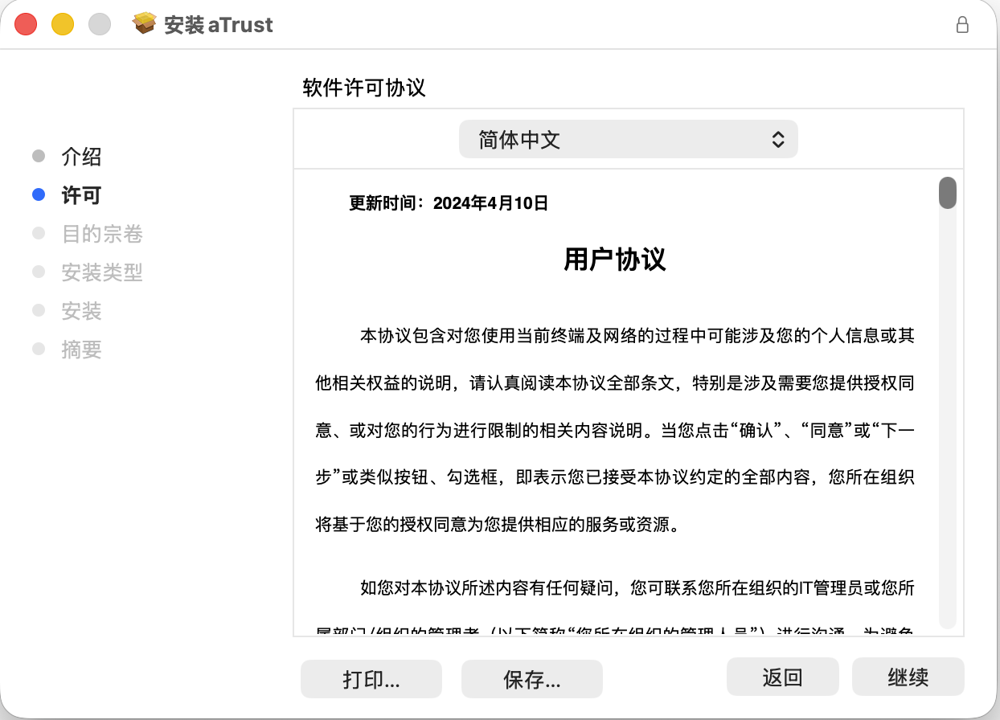 安装 aTrust
软件许可协议
简体中文
介绍
许可
目的宗卷
安装类型
安装
摘要
更新时间：2024年4月10日
用户协议
本协议包含对您使用当前终端及网络的过程中可能涉及您的个人信息或其
他相关权益的说明，请认真阅读本协议全部条文，特别是涉及需要您提供授权同
意、或对您的行为进行限制的相关内容说明。当您点击“确认”、“同意”或“下一
步”或类似按钮、勾选框，即表示您已接受本协议约定的全部内容，您所在组织
将基于您的授权同意为您提供相应的服务或资源。
如您对本协议所述内容有任何疑问，您可联系您所在组织的IT管理员或您所
属部门/组织的管理者（以下简称“您所在组织的管理人员”）进行沟通。为避免
打印...
保存...
返回
继续